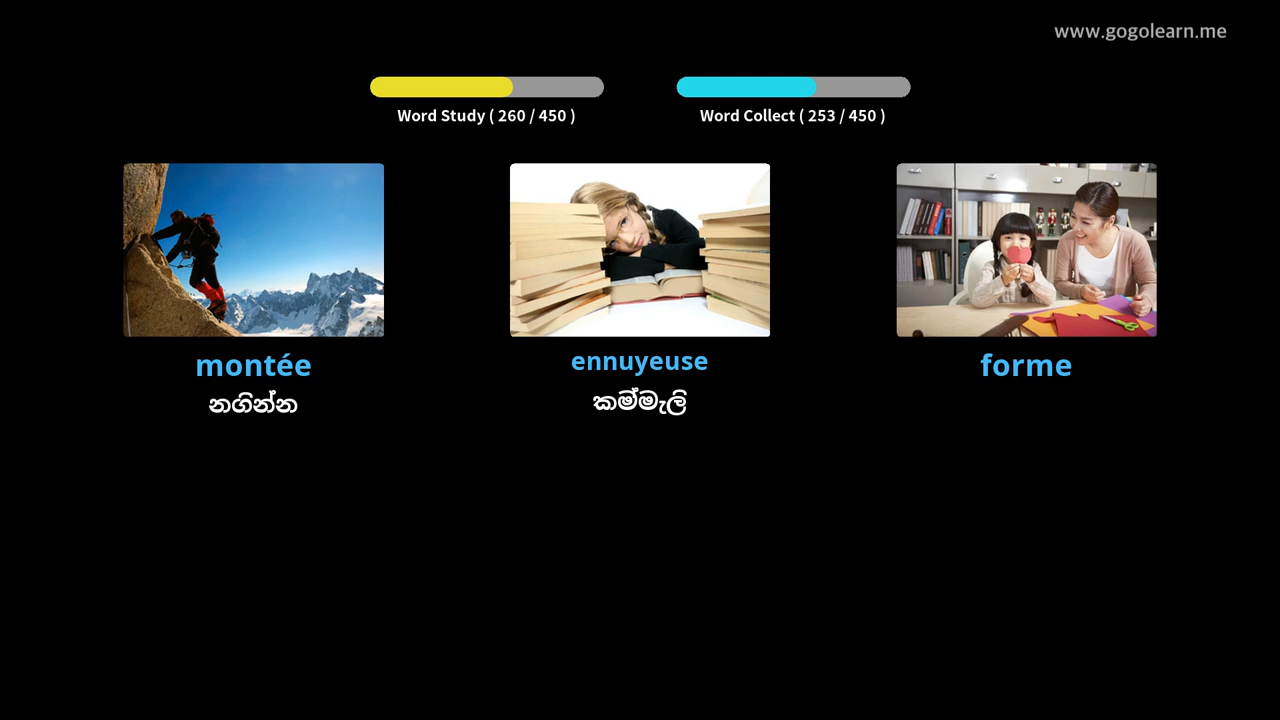 www.gogolearn.me
Word Study ( 260 / 450 )
Word Collect ( 253 / 450 )
montée
නගින්න
ennuyeuse
කම්මැලි
forme